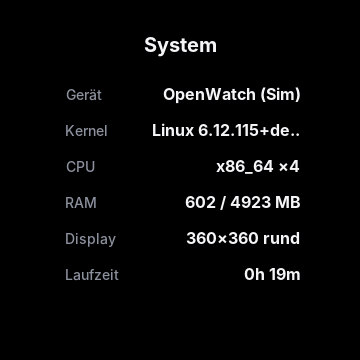 System
Gerät OpenWatch (Sim)
Kernel Linux 6.12.115+de..
CPU x86_64 ×4
RAM 602 / 4923 MB
Display 360×360 rund
Laufzeit 0h 19m